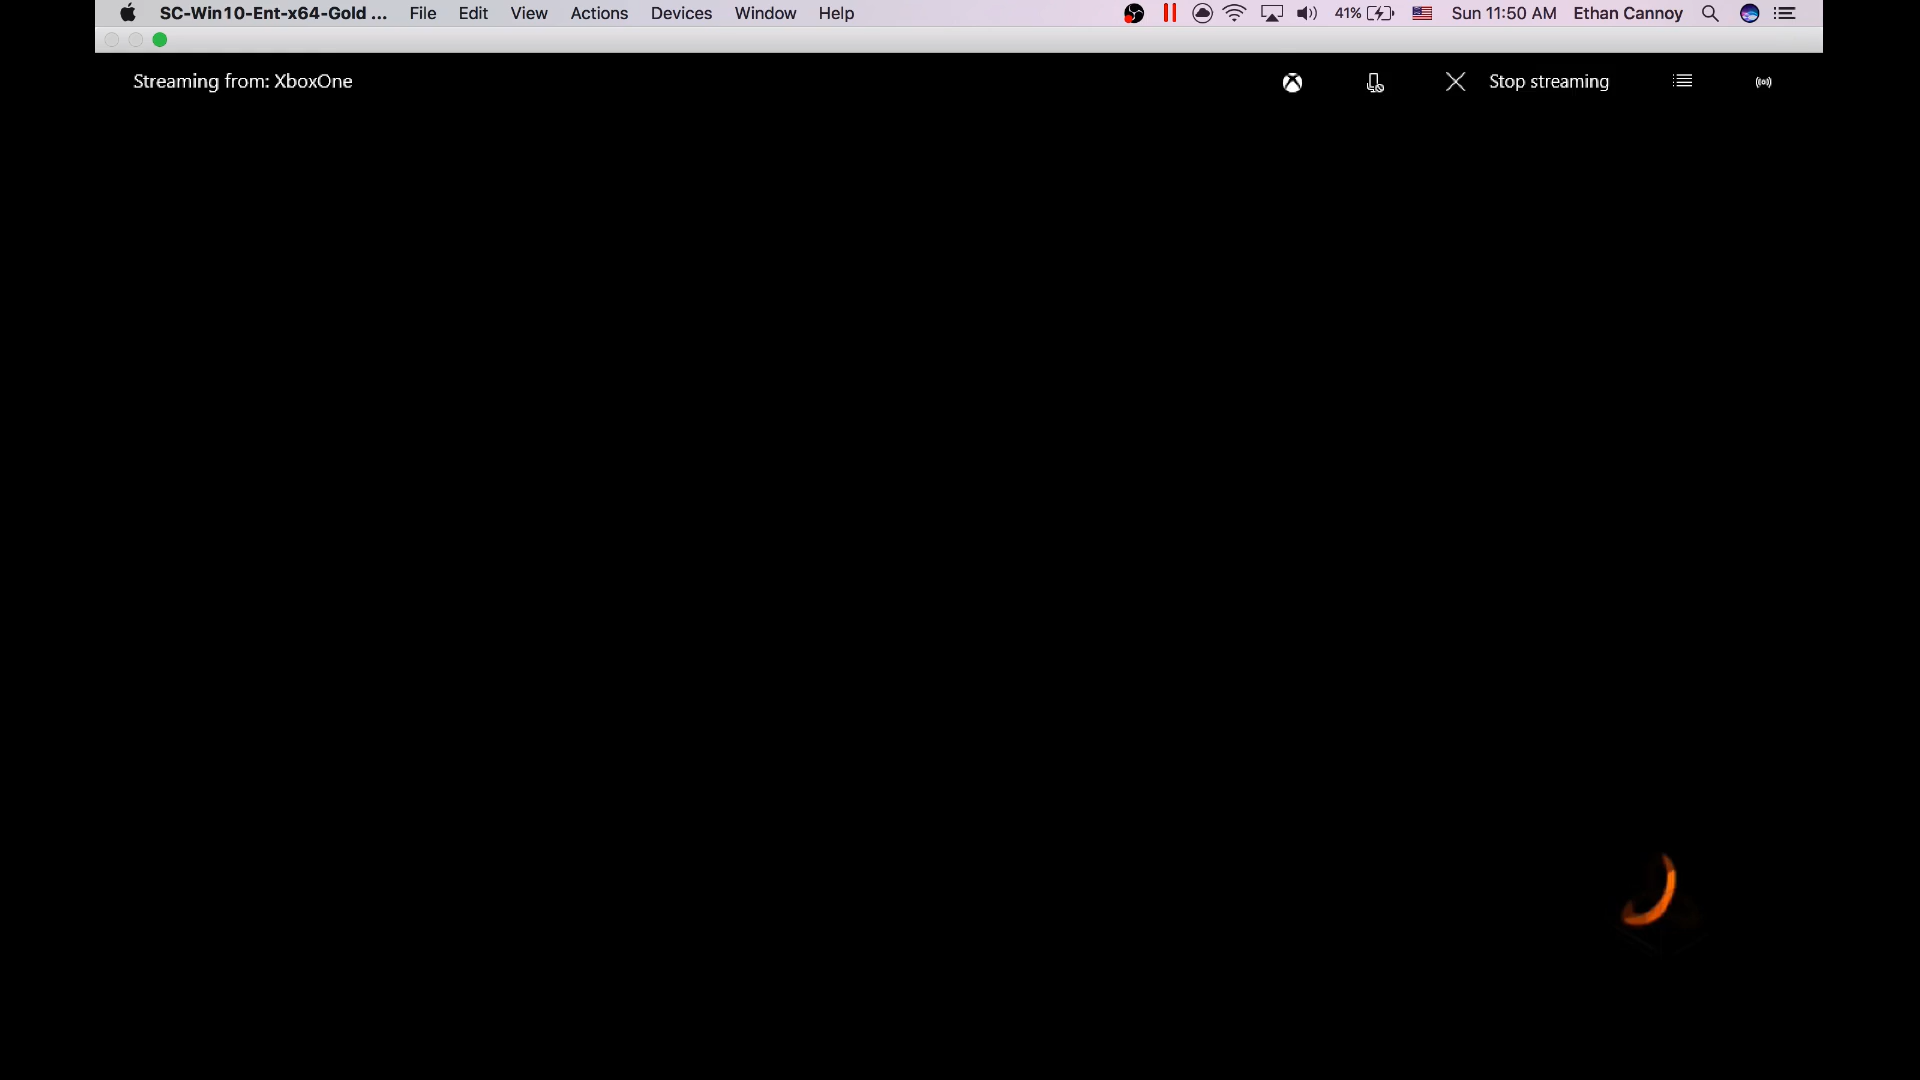 SC-Win10-Ent-x64-Gold ... File Edit View Actions Devices Window Help 41% Sun 11:50 AM Ethan Cannoy
Streaming from: XboxOne Stop streaming